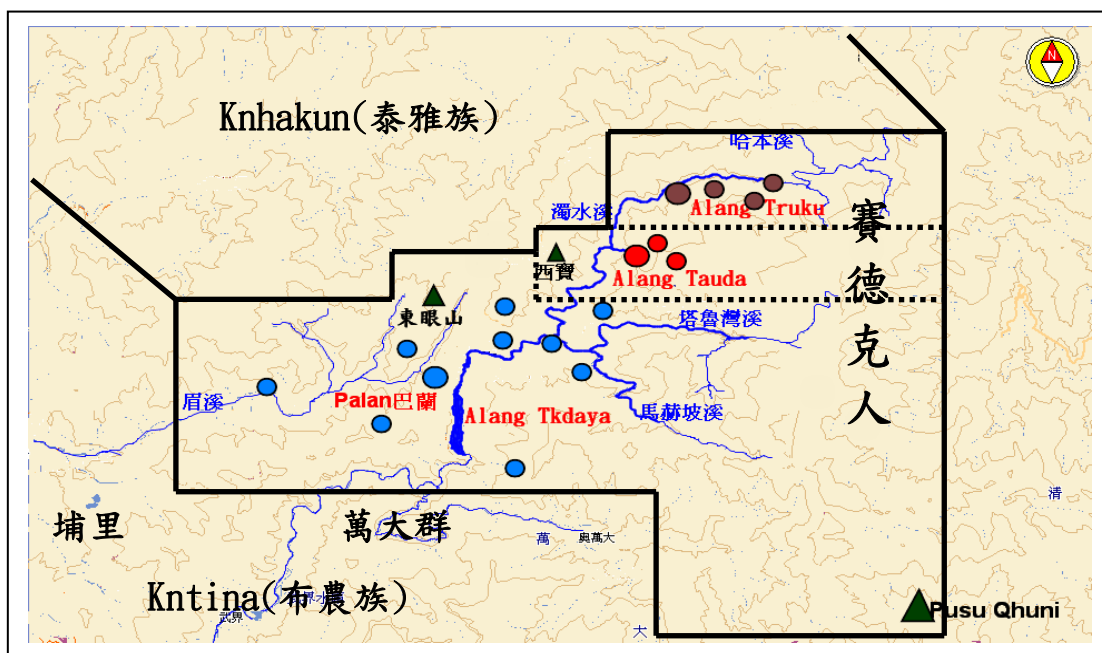 N
Knhakun(泰雅族)
哈本溪
Alang Truku
濁水溪
賽德克人
西寶
Alang Tauda
東眼山
塔魯灣溪
眉溪
Palan巴蘭
Alang Tkdaya
馬赫坡溪
清
埔里
萬大群
萬
奧萬大
Kntina(布農族)
武界
大
Pusu Qhuni